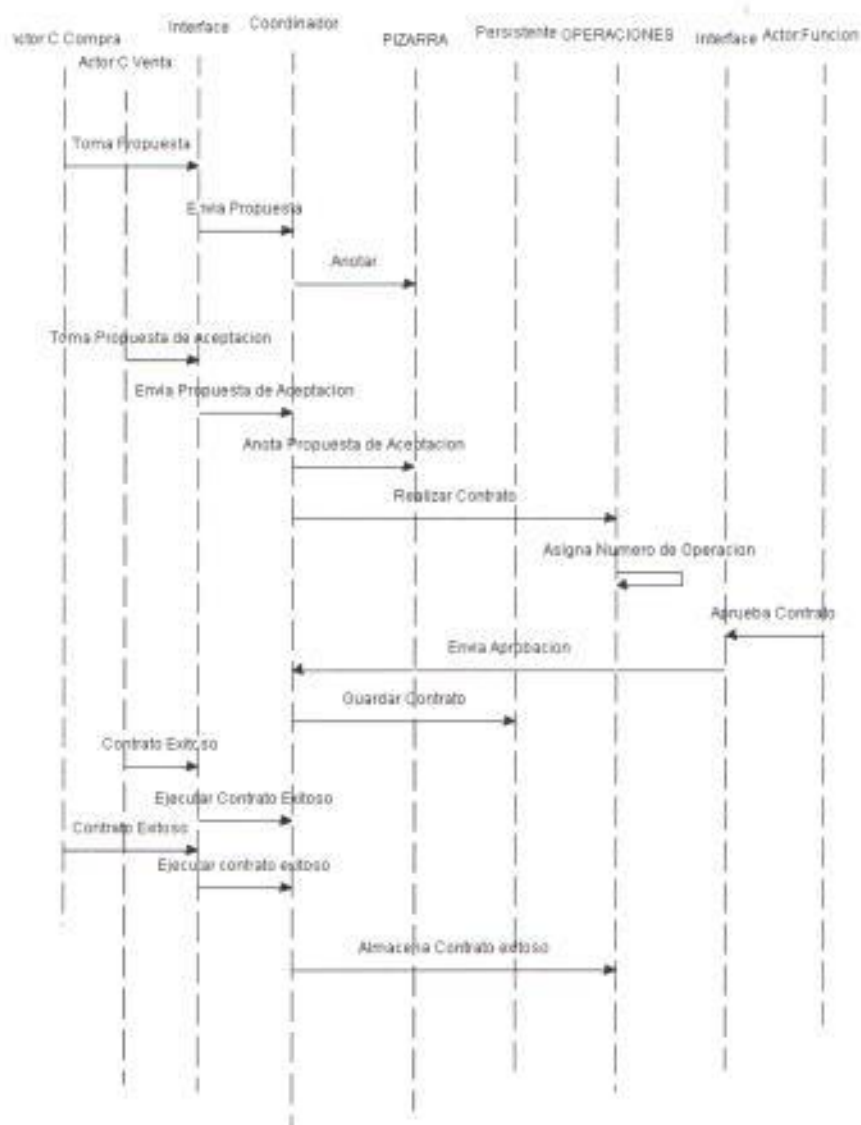 ctor C Compra
Actor C Venta
Interface
Coordinador
PIZARRA
Persistente
OPERACIONES
Interface
Actor:Funcion
Toma Propuesta
Envia Propuesta
Anotar
Toma Propuesta de Aceptacion
Envia Propuesta de Aceptacion
Anota Propuesta de Aceptacion
Realizar Contrato
Asigna Numero de Operacion
Aprueba Contrato
Envia Aprobacion
Guardar Contrato
Contrato Exitoso
Ejecutar Contrato Exitoso
Contrato Exitoso
Ejecutar contrato exitoso
Almacena Contrato exitoso